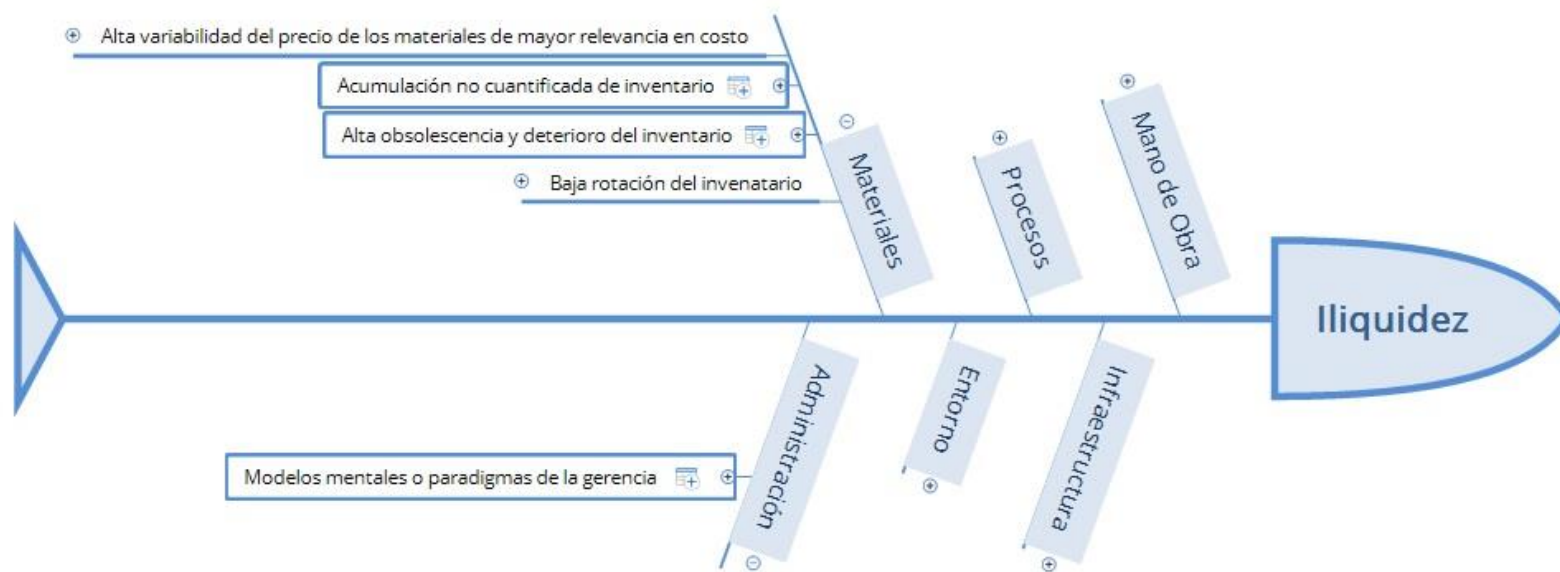 Alta variabilidad del precio de los materiales de mayor relevancia en costo
Acumulación no cuantificada de inventario
Alta obsolescencia y deterioro del inventario
Baja rotación del invenatario
Materiales
Procesos
Mano de Obra
Iliquidez
Administración
Entorno
Infraestructura
Modelos mentales o paradigmas de la gerencia